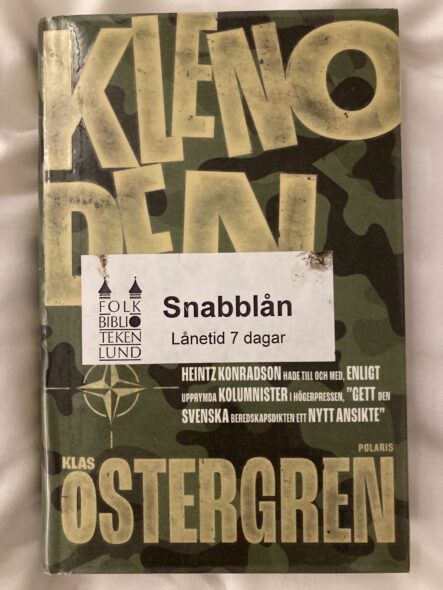 KLENO
DEN
FOLK
BIBLIO
TEKEN
LUND
Snabblån
Lånetid 7 dagar
HEINTZ KONRADSON HADE TILL OCH MED, ENLIGT
UPPRYMDA KOLUMNISTER I HÖGERPRESSEN, "GETT DEN
SVENSKA BEREDSKAPSDIKTEN ETT NYTT ANSIKTE"
POLARIS
KLAS
ÖSTERGREN